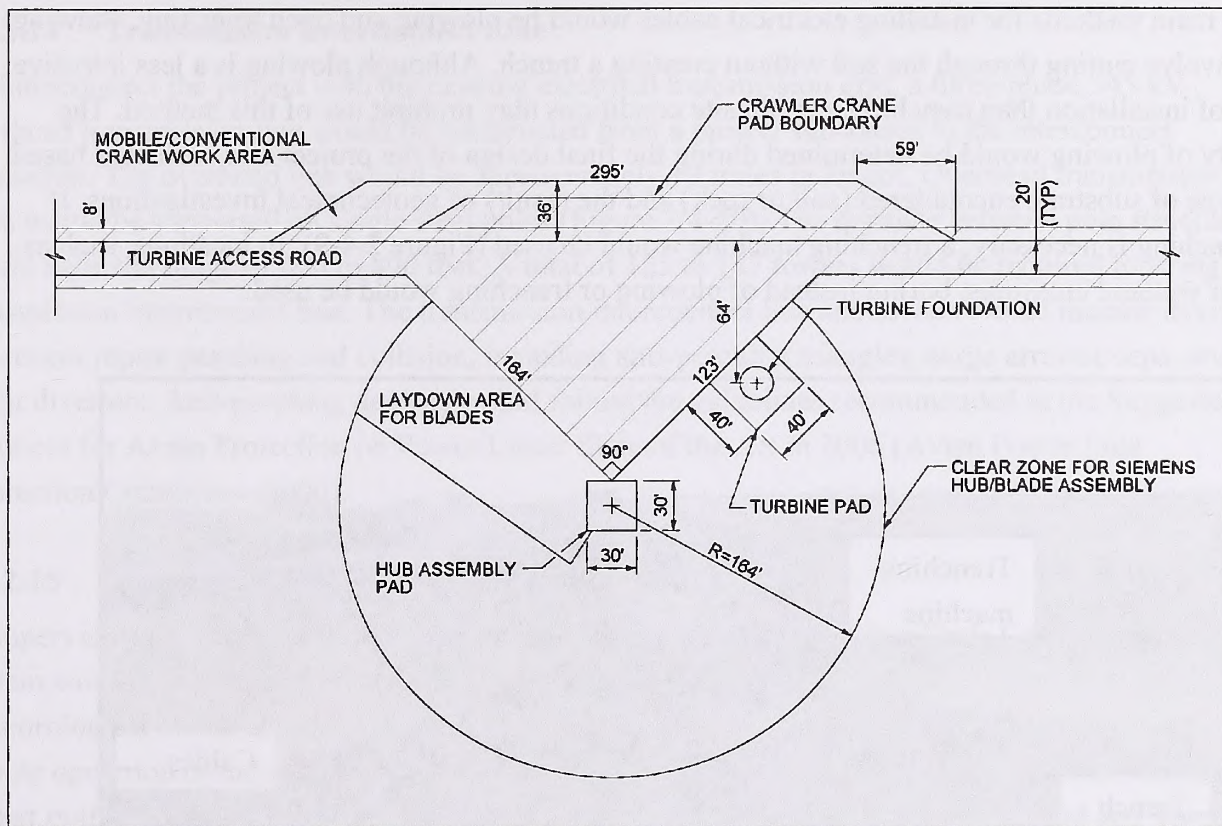 CRAWLER CRANE
PAD BOUNDARY
MOBILE/CONVENTIONAL
CRANE WORK AREA
59'
295'
36'
8'
20'
(TYP)
TURBINE ACCESS ROAD
64'
TURBINE FOUNDATION
164'
123'
LAYDOWN AREA
FOR BLADES
40'
40'
90°
CLEAR ZONE FOR SIEMENS
HUB/BLADE ASSEMBLY
TURBINE PAD
30'
30'
R=164'
HUB ASSEMBLY
PAD